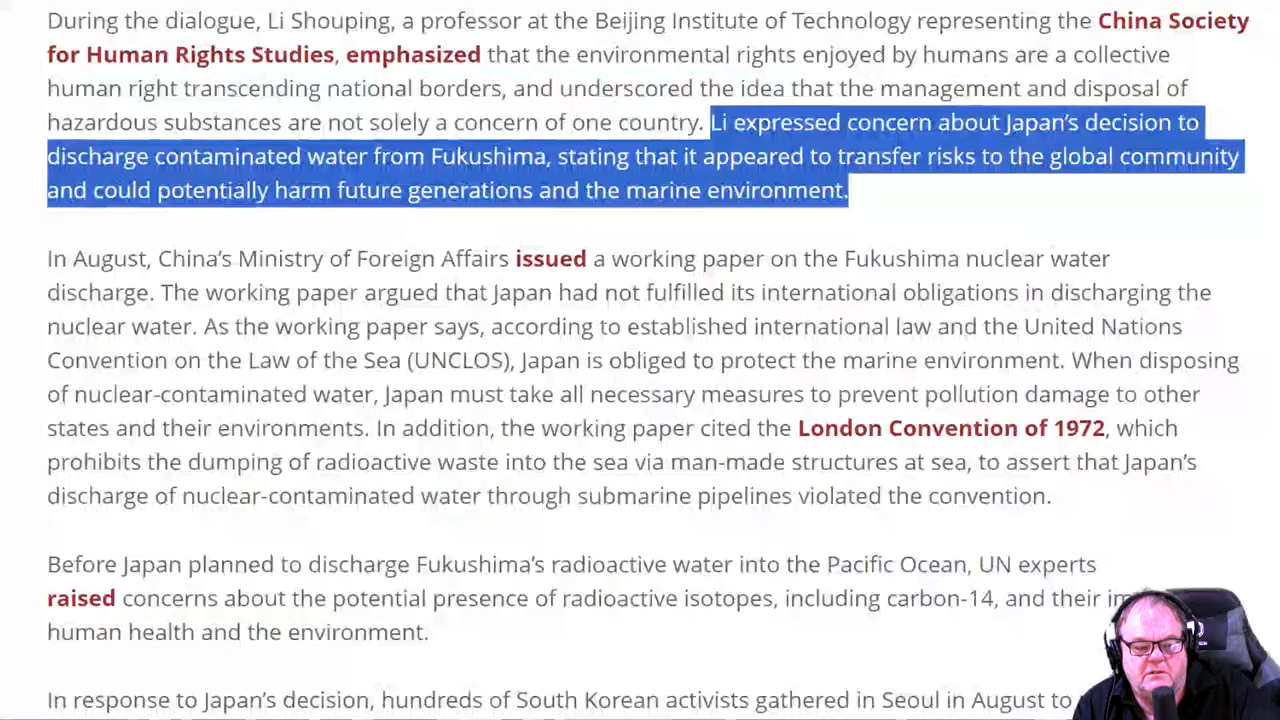 During the dialogue, Li Shouping, a professor at the Beijing Institute of Technology representing the China Society
for Human Rights Studies, emphasized that the environmental rights enjoyed by humans are a collective
human right transcending national borders, and underscored the idea that the management and disposal of
hazardous substances are not solely a concern of one country. Li expressed concern about Japan's decision to
discharge contaminated water from Fukushima, stating that it appeared to transfer risks to the global community
and could potentially harm future generations and the marine environment.
In August, China's Ministry of Foreign Affairs issued a working paper on the Fukushima nuclear water
discharge. The working paper argued that Japan had not fulfilled its international obligations in discharging the
nuclear water. As the working paper says, according to established international law and the United Nations
Convention on the Law of the Sea (UNCLOS), Japan is obliged to protect the marine environment. When disposing
of nuclear-contaminated water, Japan must take all necessary measures to prevent pollution damage to other
states and their environments. In addition, the working paper cited the London Convention of 1972, which
prohibits the dumping of radioactive waste into the sea via man-made structures at sea, to assert that Japan's
discharge of nuclear-contaminated water through submarine pipelines violated the convention.
Before Japan planned to discharge Fukushima's radioactive water into the Pacific Ocean, UN experts
raised concerns about the potential presence of radioactive isotopes, including carbon-14, and their
human health and the environment.
In response to Japan's decision, hundreds of South Korean activists gathered in Seoul in August to